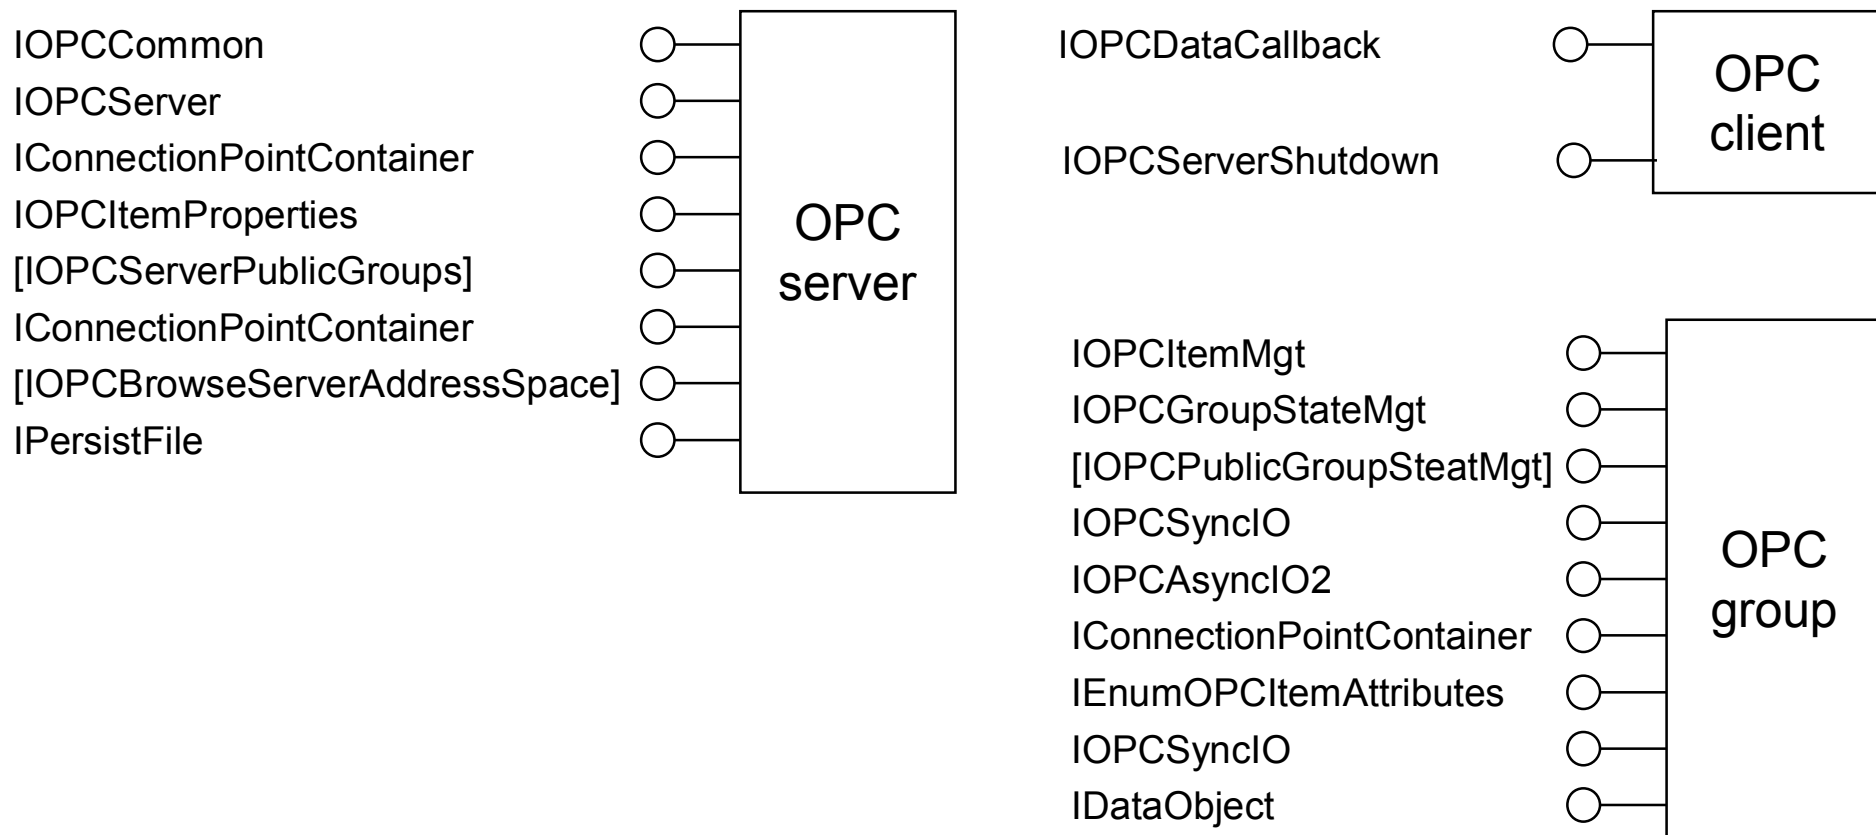 IOPCCommon
IOPCServer
IConnectionPointContainer
IOPCItemProperties
[IOPCServerPublicGroups]
IConnectionPointContainer
[IOPCBrowseServerAddressSpace]
IPersistFile
OPC
server
IOPCDataCallback
IOPCServerShutdown
OPC
client
IOPCItemMgt
IOPCGroupStateMgt
[IOPCPublicGroupSteatMgt]
IOPCSyncIO
IOPCAsyncIO2
IConnectionPointContainer
IEnumOPCItemAttributes
IOPCSyncIO
IDataObject
OPC
group